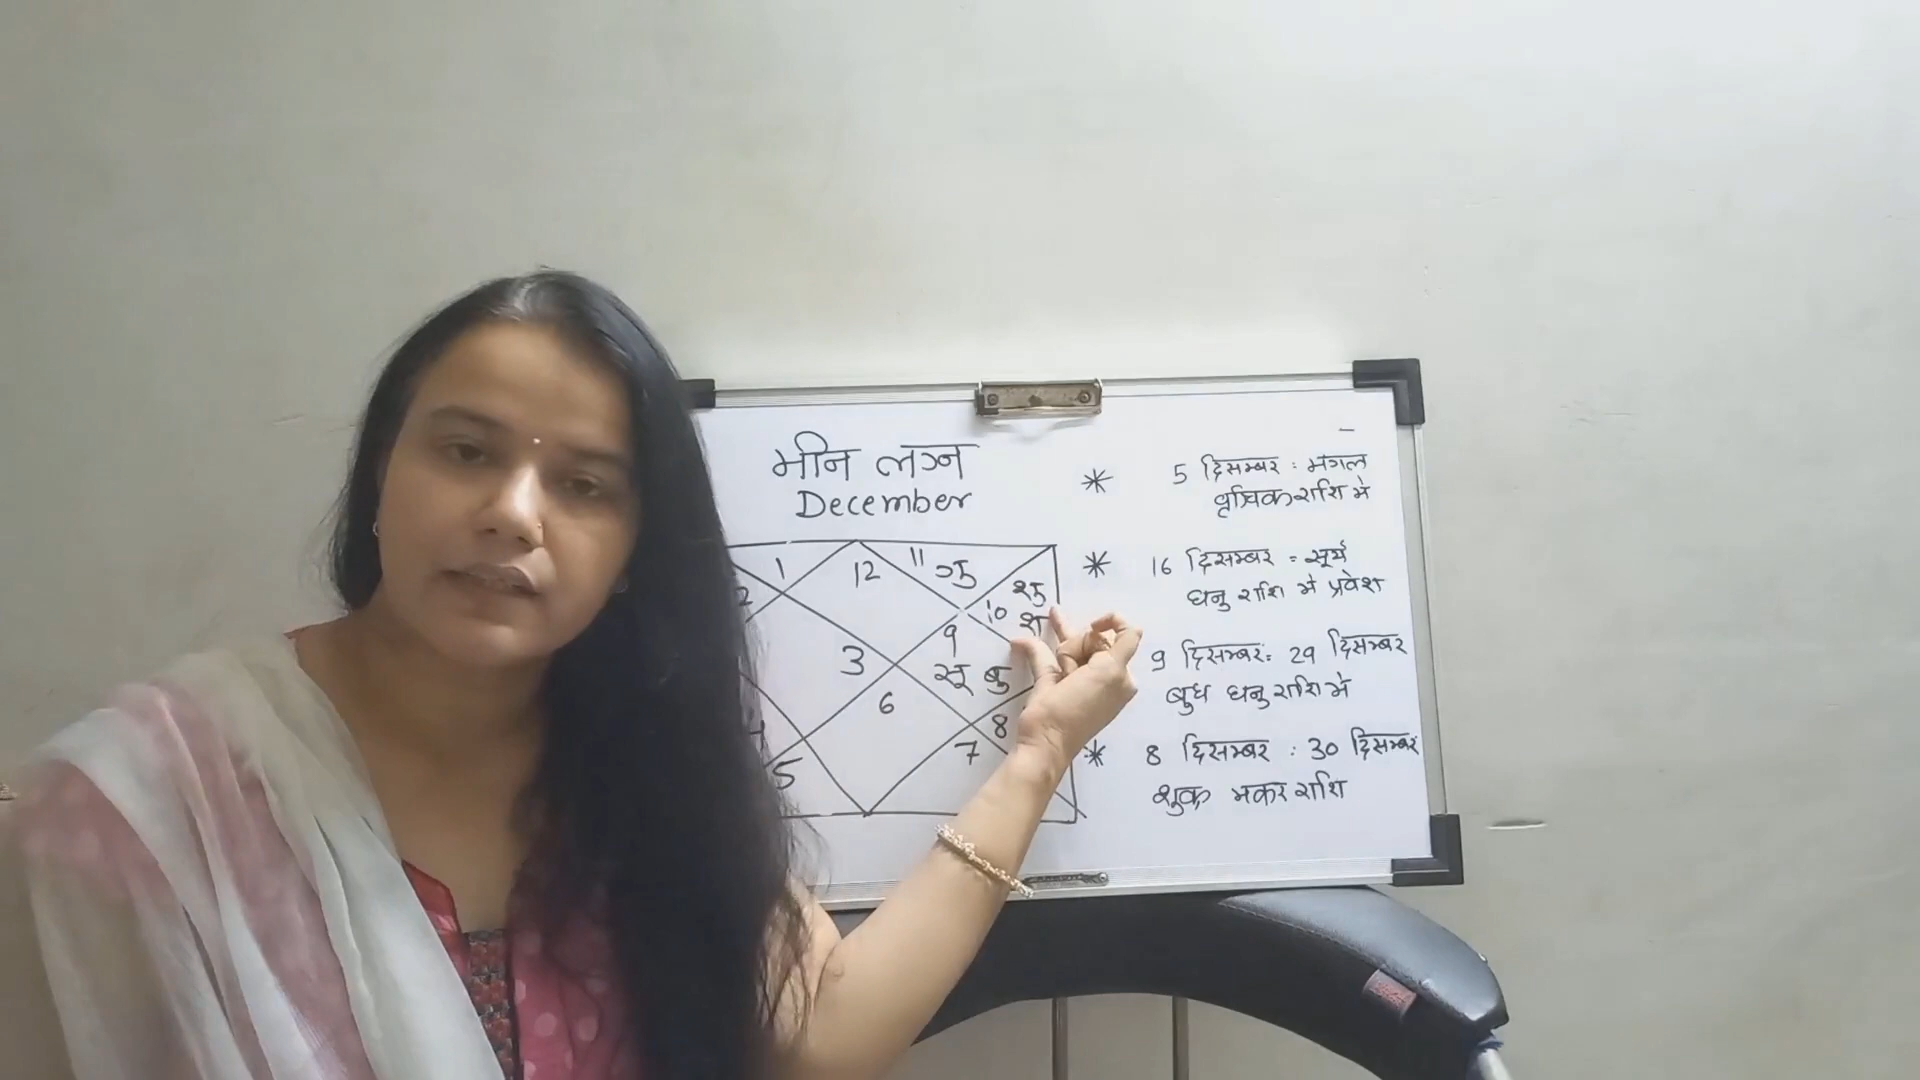 मीन लग्न
December
1
12
11
गु
2
10
शु
श
9
सू बु
3
6
8
7
5
5 दिसम्बर : मंगल
वृश्चिक राशि में
16 दिसम्बर = सूर्य
धनु राशि में प्रवेश
9 दिसम्बर: 29 दिसम्बर
बुध धनु राशि में
8 दिसम्बर : 30 दिसम्बर
शुक्र मकर राशि